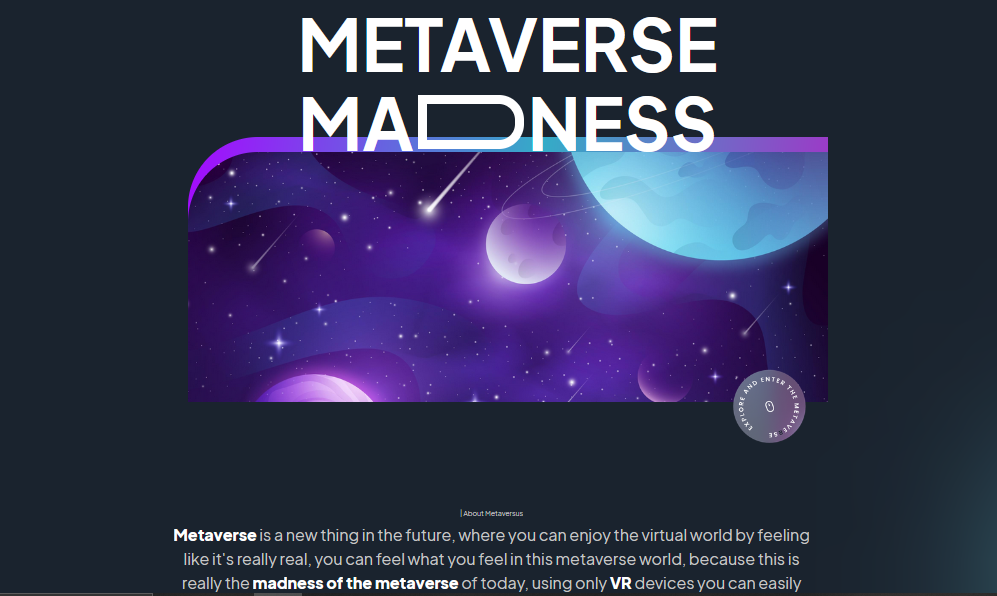 METAVERSE
MADNESS
EXPLORE AND ENTER THE METAVERSE
| About Metaversus
Metaverse is a new thing in the future, where you can enjoy the virtual world by feeling
like it's really real, you can feel what you feel in this metaverse world, because this is
really the madness of the metaverse of today, using only VR devices you can easily